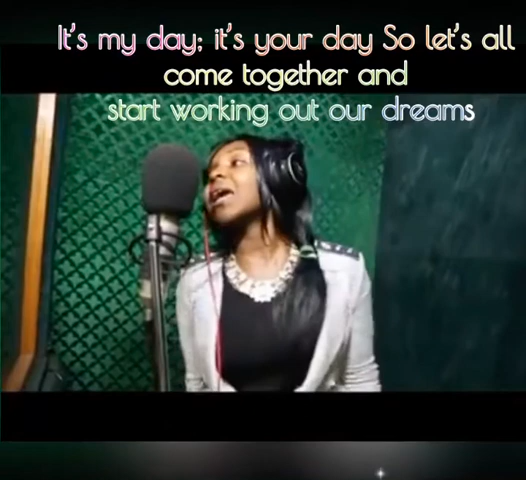 It's my day; it's your day So let's all
come together and
start working out our dreams